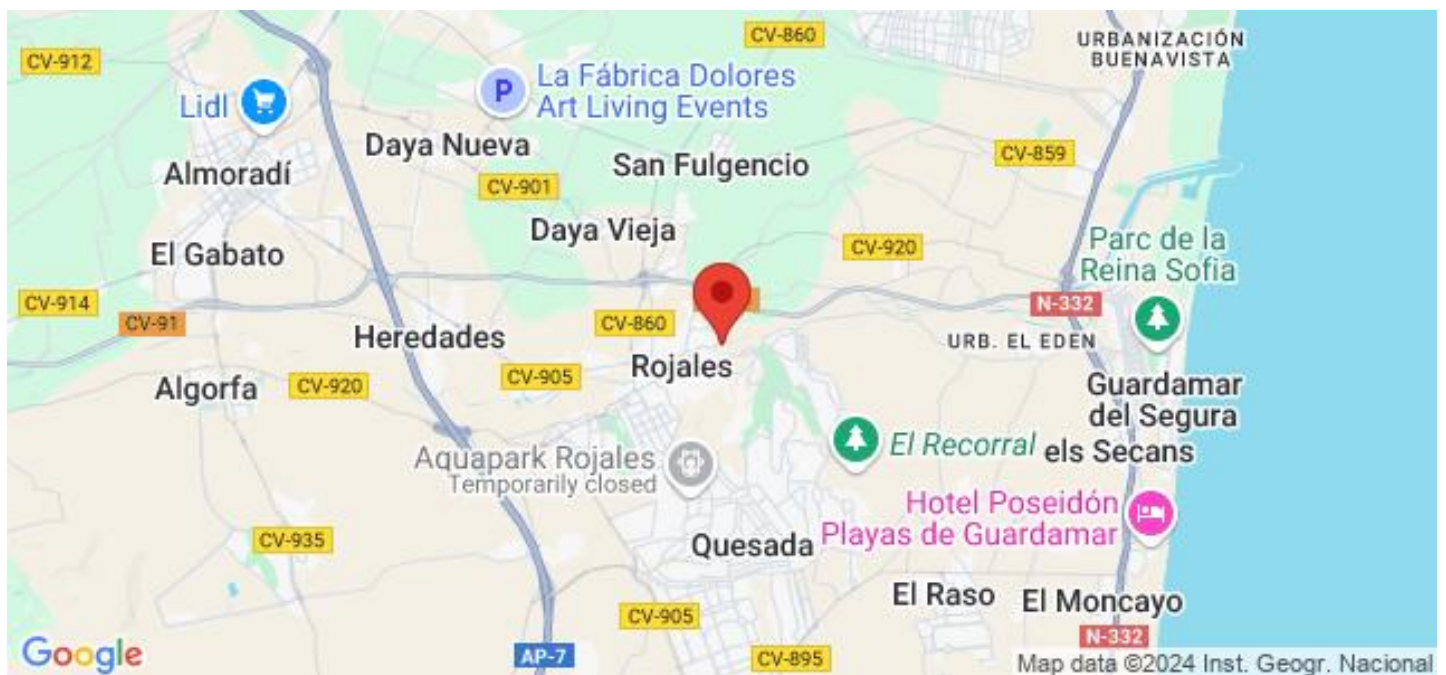 CV-860
URBANIZACIÓN
BUENAVISTA
CV-912
La Fábrica Dolores
Art Living Events
P
Lidl
Daya Nueva
San Fulgencio
CV-859
Almoradí
CV-901
Daya Vieja
Parc de la
Reina Sofia
CV-920
El Gabato
CV-914
N-332
CV-91
CV-860
Heredades
URB. EL EDEN
Rojales
CV-905
Algorfa
CV-920
Guardamar
del Segura
El Recorral
els Secans
Aquapark Rojales
Temporarily closed
Hotel Poseidón
Playas de Guardamar
CV-935
Quesada
El Raso
El Moncayo
CV-905
N-332
Google
AP-7
CV-895
Map data ©2024 Inst. Geogr. Nacional